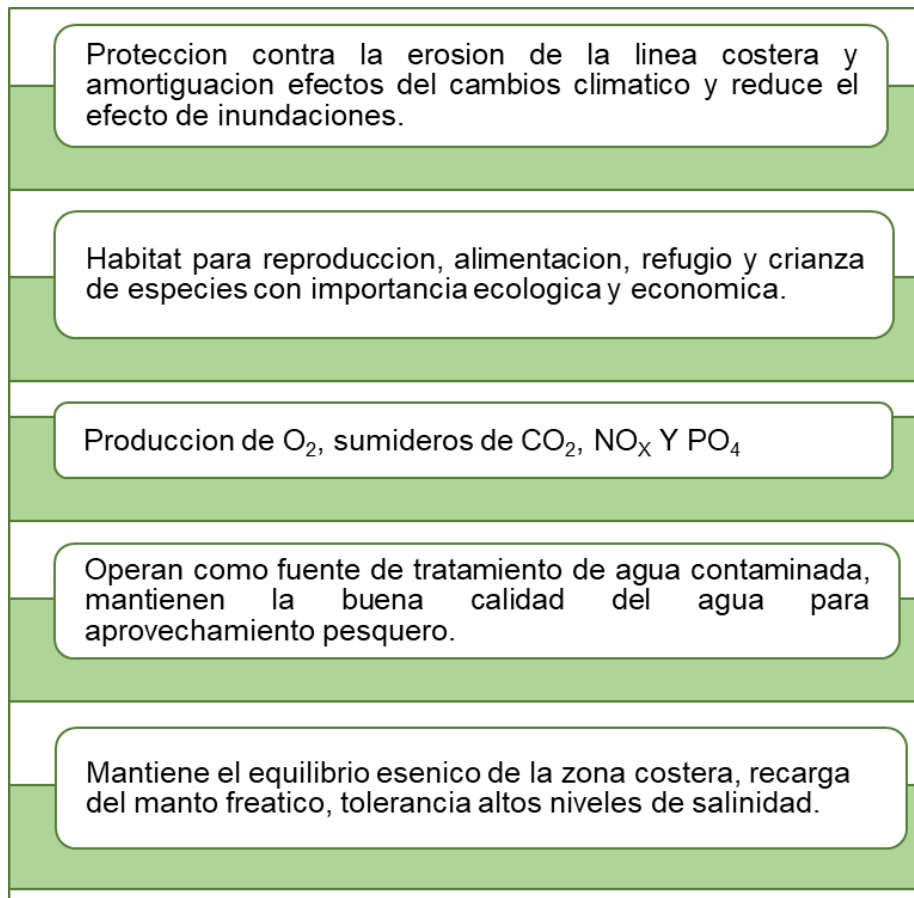 Proteccion contra la erosion de la linea costera y
amortiguacion efectos del cambios climatico y reduce el
efecto de inundaciones.
Habitat para reproduccion, alimentacion, refugio y crianza
de especies con importancia ecologica y economica.
Produccion de O₂, sumideros de CO₂, NOₓ Y PO₄
Operan como fuente de tratamiento de agua contaminada,
mantienen la buena calidad del agua para
aprovechamiento pesquero.
Mantiene el equilibrio esenico de la zona costera, recarga
del manto freatico, tolerancia altos niveles de salinidad.